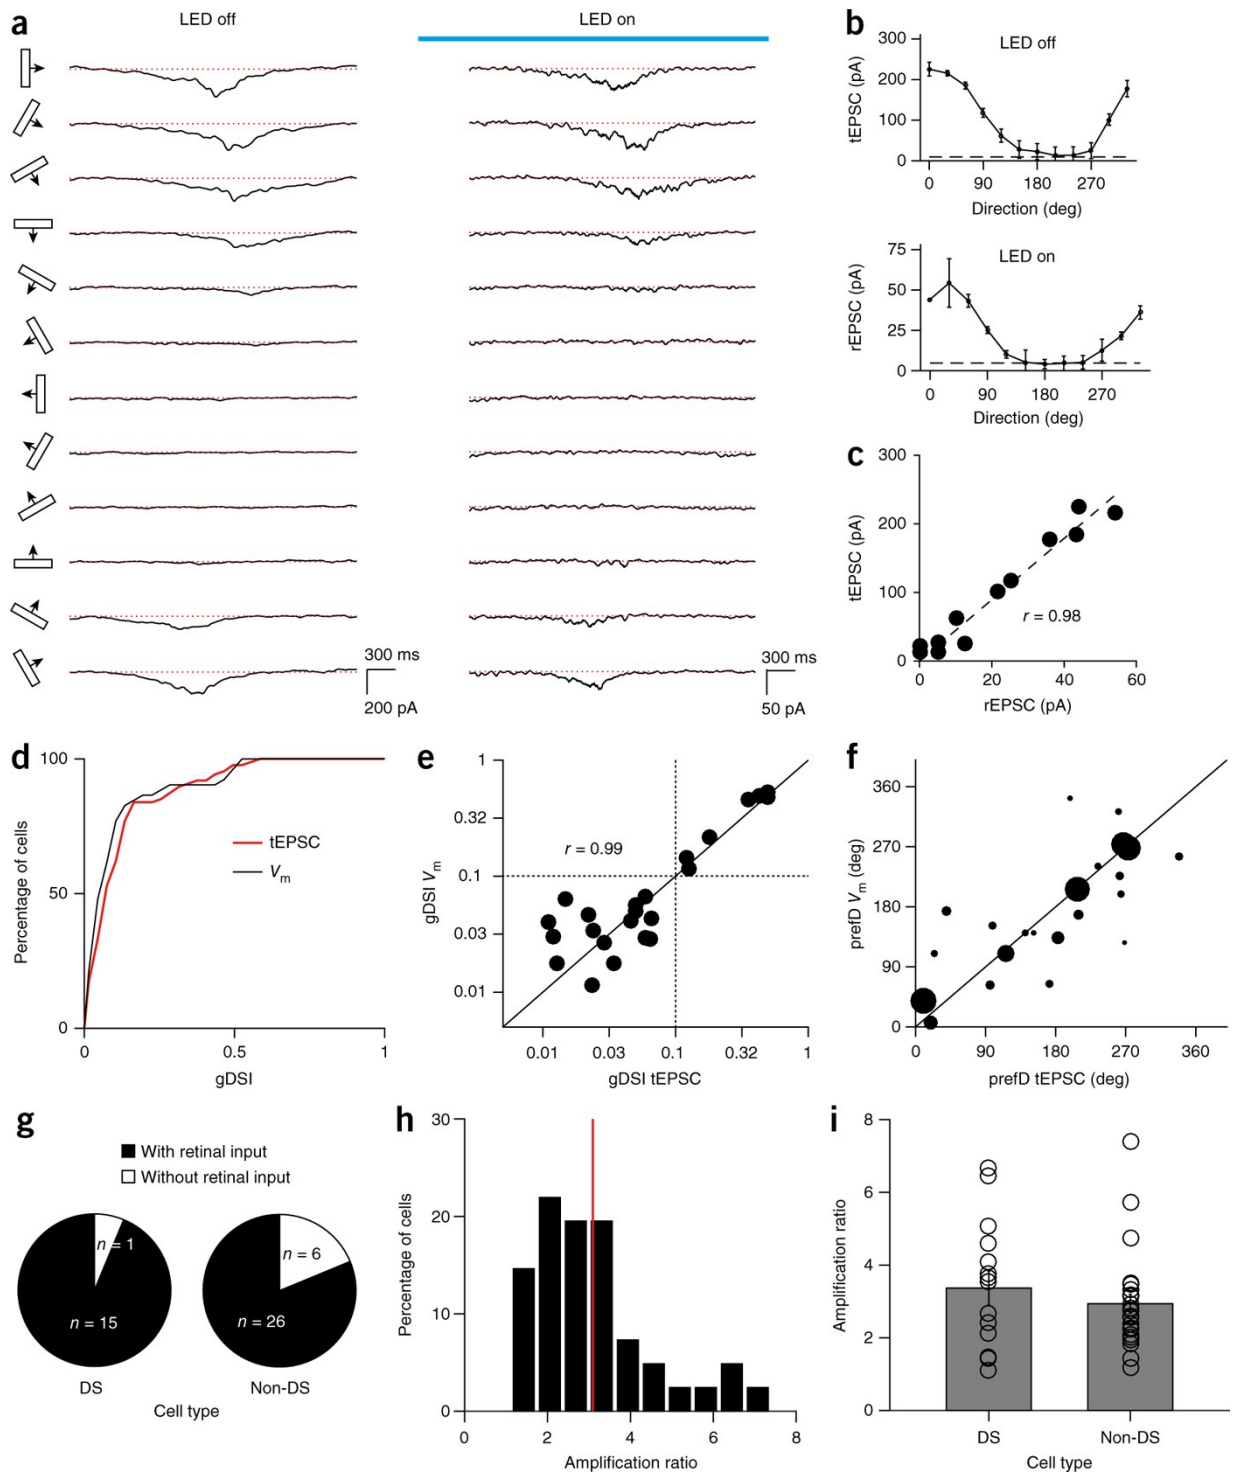 a
LED off
LED on
300 ms
200 pA
300 ms
50 pA
b
LED off
tEPSC (pA)
300
200
100
0
0 90 180 270
Direction (deg)
LED on
rEPSC (pA)
75
50
25
0
0 90 180 270
Direction (deg)
c
tEPSC (pA)
300
200
100
0
r = 0.98
0 20 40 60
rEPSC (pA)
d
Percentage of cells
100
50
0
tEPSC
Vm
0 0.5 1
gDSI
e
gDSI Vm
1
0.32
0.1
0.03
0.01
r = 0.99
0.01 0.03 0.1 0.32 1
gDSI tEPSC
f
prefD Vm (deg)
360
270
180
90
0
0 90 180 270 360
prefD tEPSC (deg)
g
With retinal input
Without retinal input
n = 1
n = 15
n = 6
n = 26
DS
Non-DS
Cell type
h
Percentage of cells
30
20
10
0
0 2 4 6 8
Amplification ratio
i
Amplification ratio
8
6
4
2
0
DS Non-DS
Cell type